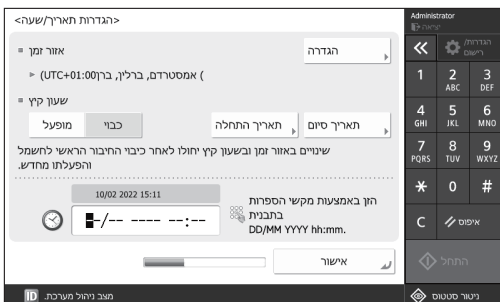 <הגדרות תאריך/שעה>
אזור זמן
הגדרה
(UTC+01:00) אמסטרדם, ברלין, ברן
שעון קיץ
מופעל
כבוי
תאריך התחלה
תאריך סיום
שינויים באזור זמן ובשעון קיץ יחולו לאחר כיבוי החיבור הראשי לחשמל
והפעלתו מחדש.
10/02 2022 15:11
-/-- ---- --:--
הזן באמצעות מקשי הספרות
בתבנית
DD/MM YYYY hh:mm.
אישור
מצב ניהול מערכת.
ID
Administrator
יציאה
הגדרות/
רישום
1
2 ABC
3 DEF
4 GHI
5 JKL
6 MNO
7 PQRS
8 TUV
9 WXYZ
* 0 #
C
איפוס
התחל
ניטור סטטוס